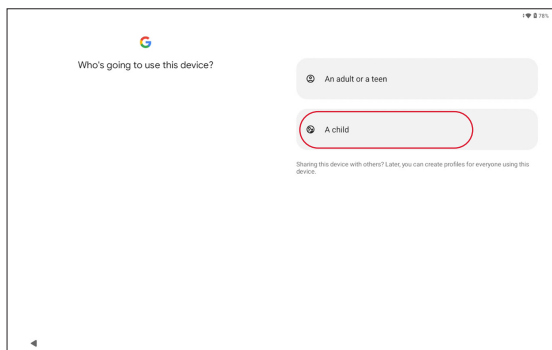 78%
Who's going to use this device?
An adult or a teen
A child
Sharing this device with others? Later, you can create profiles for everyone using this
device.